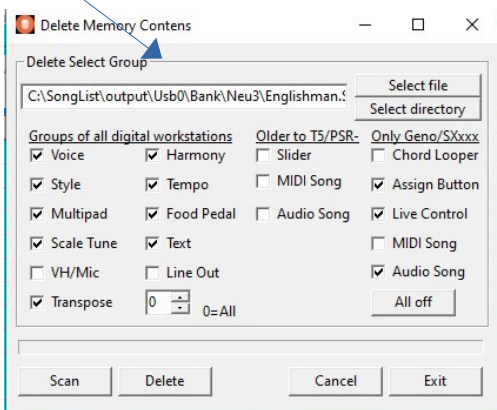 Delete Memory Contens
Delete Select Group
C:\SongList\output\Usb0\Bank\Neu3\Englishman.S
Select file
Select directory
Groups of all digital workstations Older to T5/PSR- Only Geno/SXxxx
Voice Harmony Slider Chord Looper
Style Tempo MIDI Song Assign Button
Multipad Food Pedal Audio Song Live Control
Scale Tune Text MIDI Song
VH/Mic Line Out Audio Song
Transpose 0 0=All All off
Scan Delete Cancel Exit